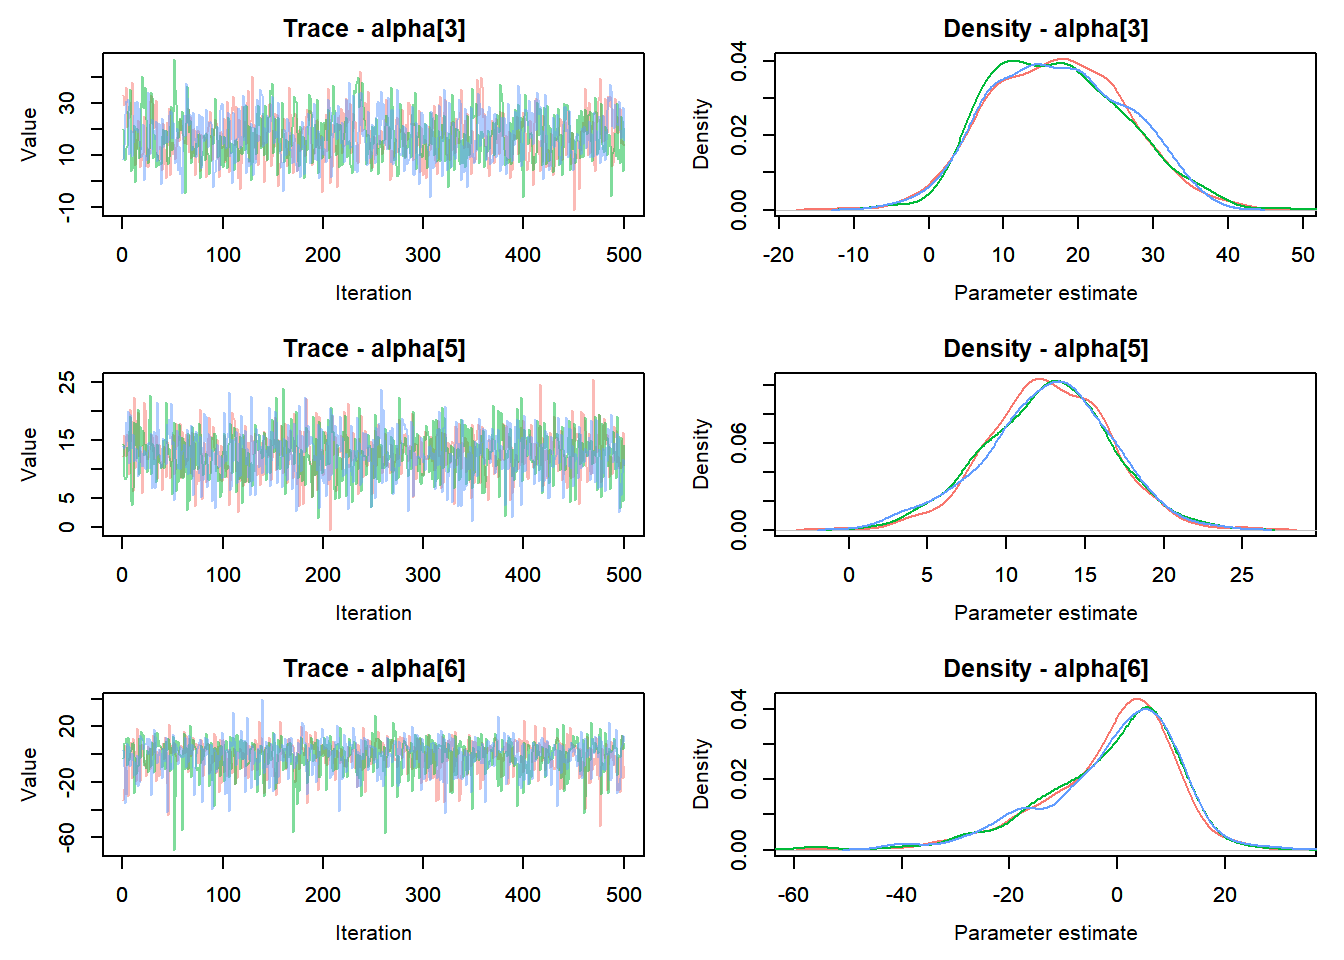 Trace - alpha[3]
Value
-10 10 30
0 100 200 300 400 500
Iteration
Density - alpha[3]
Density
0.00 0.02 0.04
-20 -10 0 10 20 30 40 50
Parameter estimate
Trace - alpha[5]
Value
0 5 15 25
0 100 200 300 400 500
Iteration
Density - alpha[5]
Density
0.00 0.06
0 5 10 15 20 25
Parameter estimate
Trace - alpha[6]
Value
-60 -20 20
0 100 200 300 400 500
Iteration
Density - alpha[6]
Density
0.00 0.02 0.04
-60 -40 -20 0 20
Parameter estimate